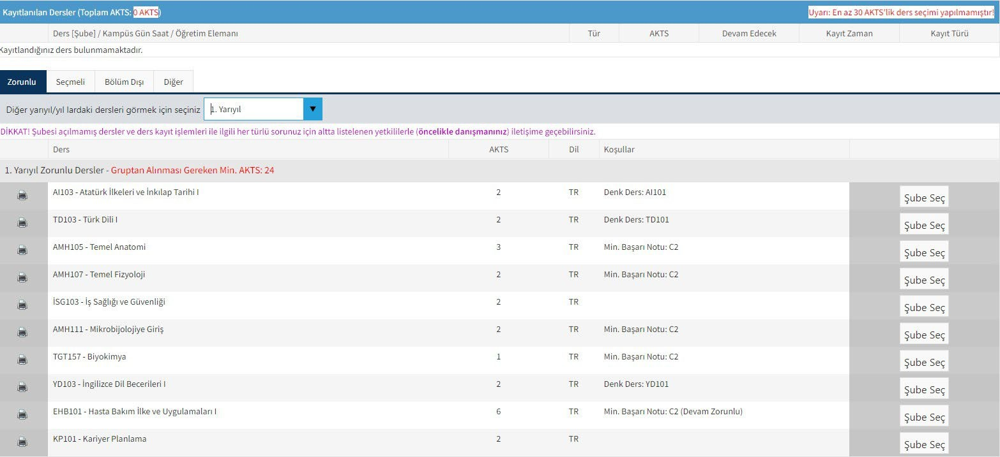 Kayıtlanılan Dersler (Toplam AKTS: 0 AKTS) Uyarı: En az 30 AKTS'lik ders seçimi yapılmamıştır!
Ders [Şube] / Kampüs Gün Saat / Öğretim Elemanı Tür AKTS Devam Edecek Kayıt Zaman Kayıt Türü
Kayıtlandığınız ders bulunmamaktadır.
Zorunlu Seçmeli Bölüm Dışı Diğer
Diğer yarıyıl/yıl lardaki dersleri görmek için seçiniz 1. Yarıyıl
DİKKAT! Şubesi açılmamış dersler ve ders kayıt işlemleri ile ilgili her türlü sorunuz için altta listelenen yetkililerle (öncelikle danışmanınız) iletişime geçebilirsiniz.
Ders AKTS Dil Koşullar
1. Yarıyıl Zorunlu Dersler - Gruptan Alınması Gereken Min. AKTS: 24
AI103 - Atatürk İlkeleri ve İnkılap Tarihi I 2 TR Denk Ders: AI101 Şube Seç
TD103 - Türk Dili I 2 TR Denk Ders: TD101 Şube Seç
AMH105 - Temel Anatomi 3 TR Min. Başarı Notu: C2 Şube Seç
AMH107 - Temel Fizyoloji 2 TR Min. Başarı Notu: C2 Şube Seç
İSG103 - İş Sağlığı ve Güvenliği 2 TR Şube Seç
AMH111 - Mikrobijolojiye Giriş 2 TR Min. Başarı Notu: C2 Şube Seç
TGT157 - Biyokimya 1 TR Min. Başarı Notu: C2 Şube Seç
YD103 - İngilizce Dil Becerileri I 2 TR Denk Ders: YD101 Şube Seç
EHB101 - Hasta Bakım İlke ve Uygulamaları I 6 TR Min. Başarı Notu: C2 (Devam Zorunlu) Şube Seç
KP101 - Kariyer Planlama 2 TR Şube Seç